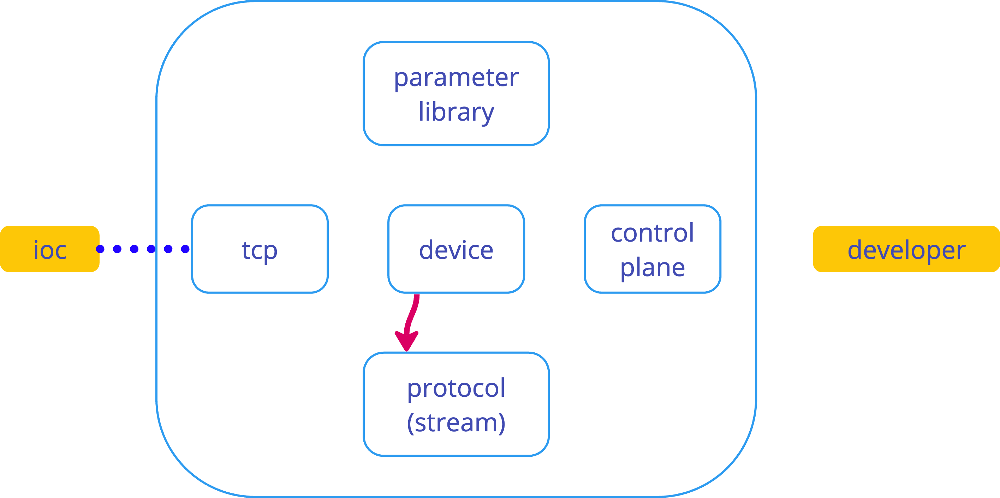 parameter
library
ioc
tcp
device
control
plane
developer
protocol
(stream)